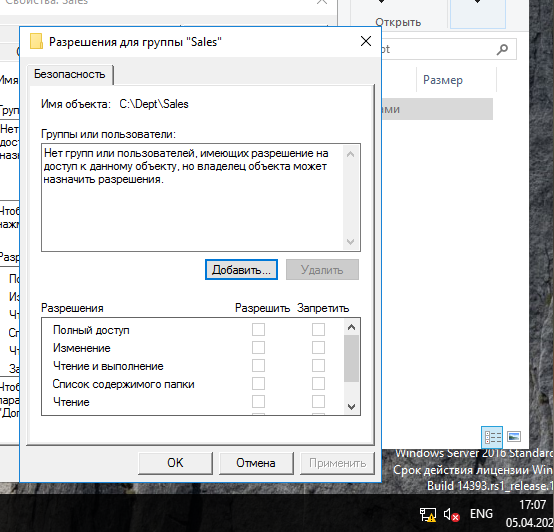 Свойства: Sales
Открыть
Разрешения для группы "Sales"
Безопасность
Размер
Имя объекта: C:\Dept\Sales
Группы или пользователи:
Нет групп или пользователей, имеющих разрешение на
доступ к данному объекту, но владелец объекта может
назначить разрешения.
Добавить...
Удалить
Разрешения
Разрешить
Запретить
Полный доступ
Изменение
Чтение и выполнение
Список содержимого папки
Чтение
OK
Отмена
Применить
Windows Server 2016 Standard
Срок действия лицензии Win
Build 14393.rs1_release.1
ENG
17:07
05.04.202